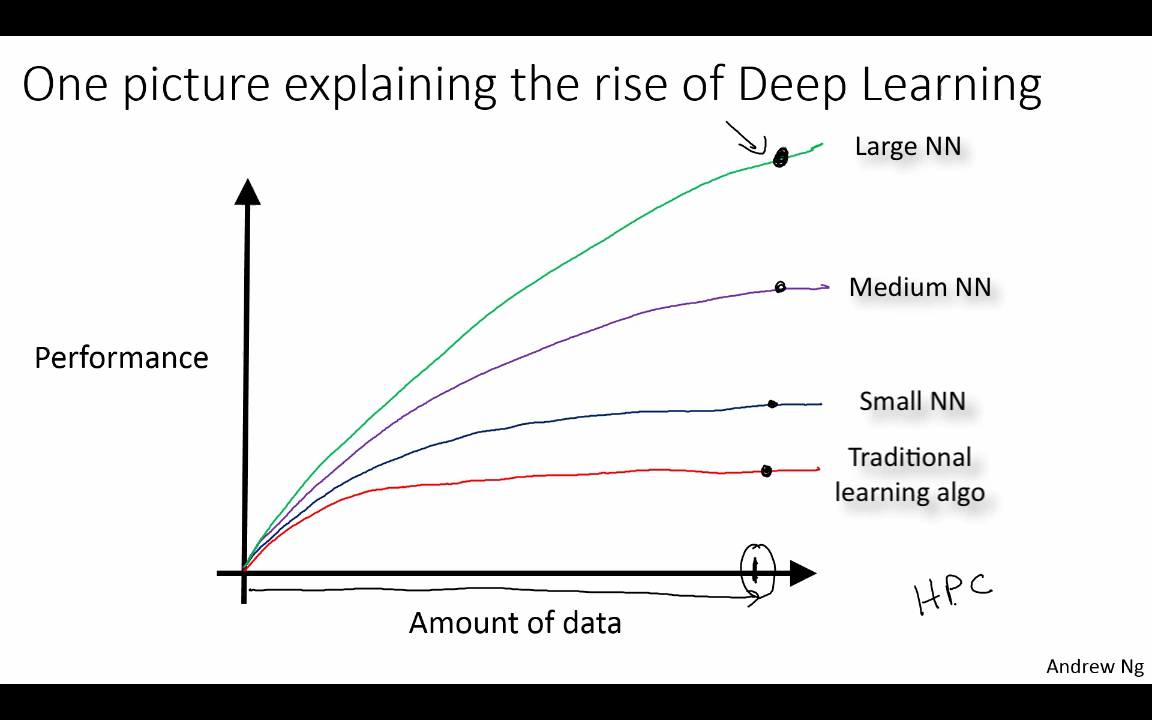 One picture explaining the rise of Deep Learning
Large NN
Medium NN
Performance
Small NN
Traditional
learning algo
HPC
Amount of data
Andrew Ng